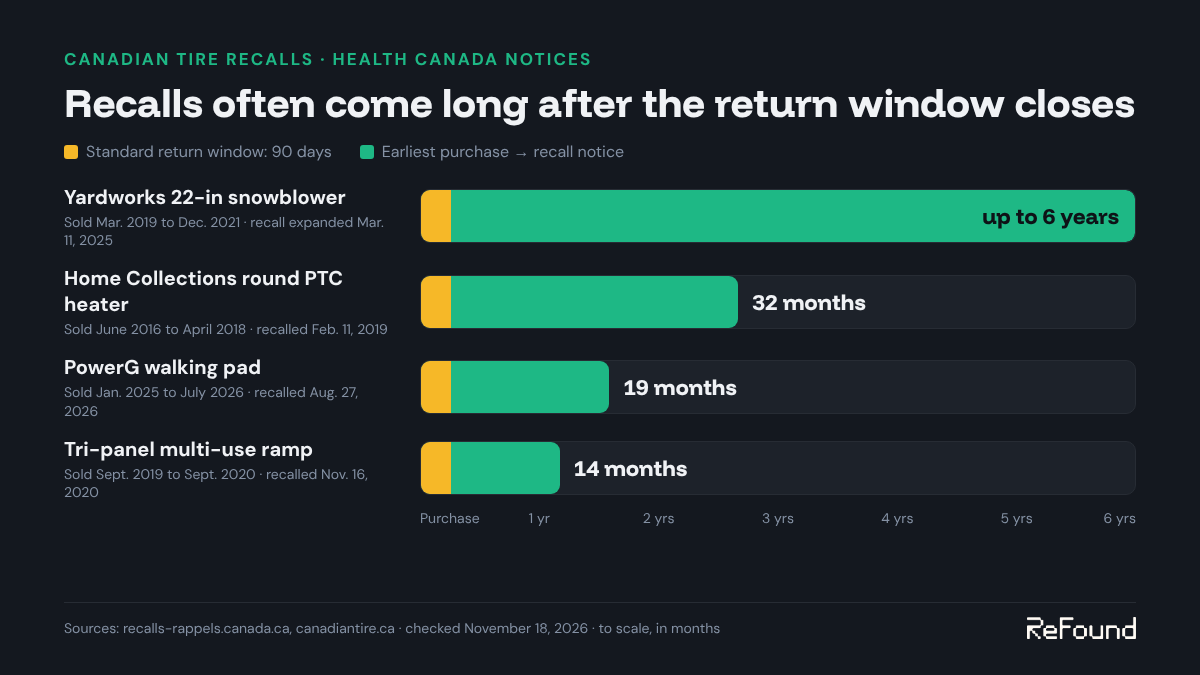 CANADIAN TIRE RECALLS · HEALTH CANADA NOTICES
Recalls often come long after the return window closes
Standard return window: 90 days
Earliest purchase → recall notice
Yardworks 22-in snowblower
Sold Mar. 2019 to Dec. 2021 · recall expanded Mar.
11, 2025
up to 6 years
Home Collections round PTC
heater
Sold June 2016 to April 2018 · recalled Feb. 11, 2019
32 months
PowerG walking pad
Sold Jan. 2025 to July 2026 · recalled Aug. 27,
2026
19 months
Tri-panel multi-use ramp
Sold Sept. 2019 to Sept. 2020 · recalled Nov. 16,
2020
14 months
Purchase 1 yr 2 yrs 3 yrs 4 yrs 5 yrs 6 yrs
Sources: recalls-rappels.canada.ca, canadiantire.ca · checked November 18, 2026 · to scale, in months
ReFound